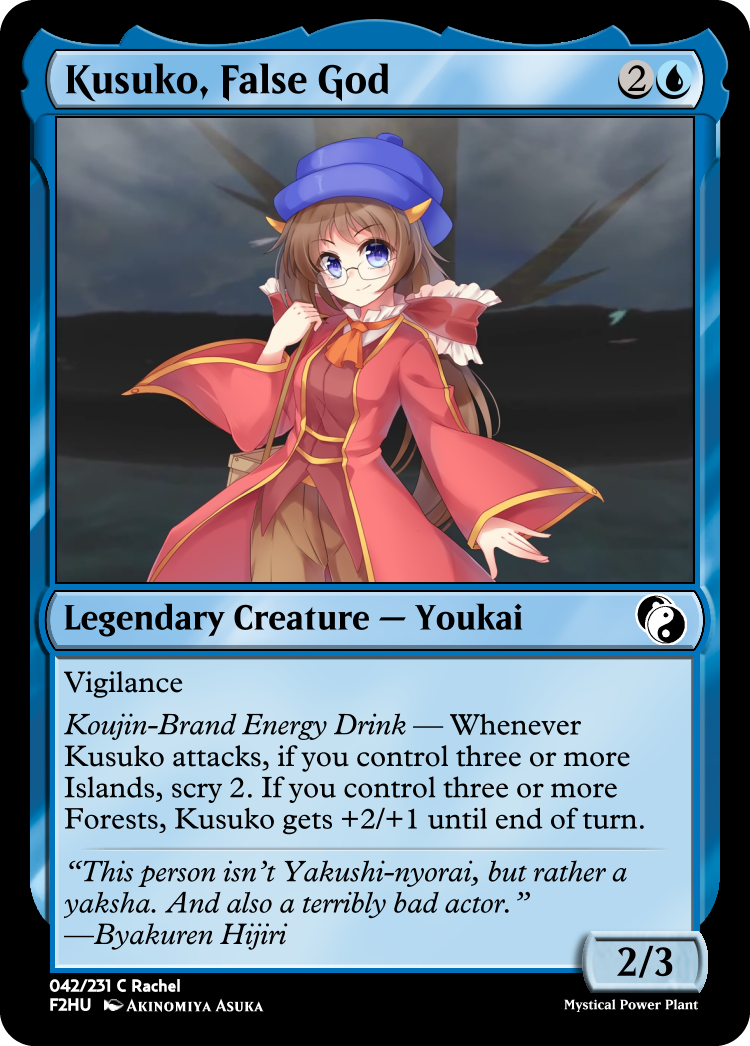 Kusuko, False God
2
Legendary Creature — Youkai
Vigilance
Koujin-Brand Energy Drink — Whenever
Kusuko attacks, if you control three or more
Islands, scry 2. If you control three or more
Forests, Kusuko gets +2/+1 until end of turn.
“This person isn’t Yakushi-nyorai, but rather a
yaksha. And also a terribly bad actor.”
—Byakuren Hijiri
2/3
042/231 C Rachel
F2HU Akinomiya Asuka
Mystical Power Plant